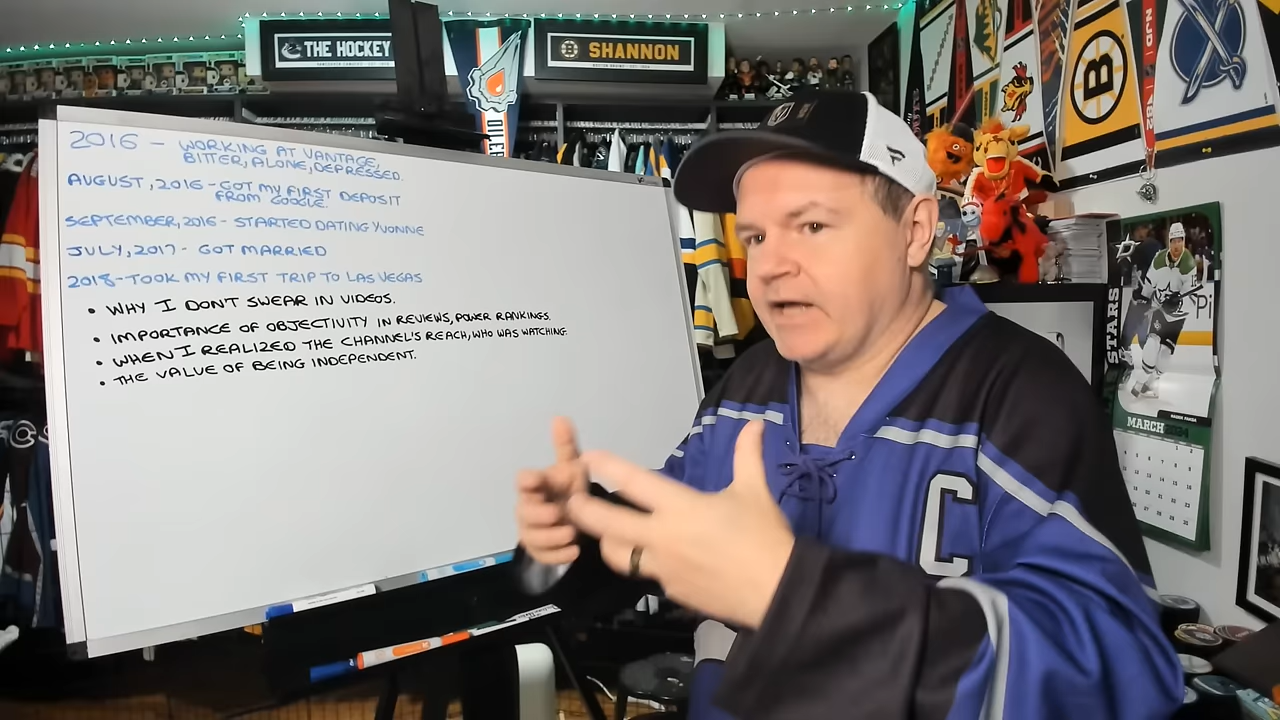 THE HOCKEY
SHANNON
2016 - WORKING AT VANTAGE,
BITTER, ALONE, DEPRESSED.
AUGUST, 2016 - GOT MY FIRST DEPOSIT
FROM GOOGLE.
SEPTEMBER, 2016 - STARTED DATING YVONNE
JULY, 2017 - GOT MARRIED
2018 - TOOK MY FIRST TRIP TO LAS VEGAS
• WHY I DON'T SWEAR IN VIDEOS.
• IMPORTANCE OF OBJECTIVITY IN REVIEWS, POWER RANKINGS.
• WHEN I REALIZED THE CHANNEL'S REACH, WHO WAS WATCHING.
• THE VALUE OF BEING INDEPENDENT.
C
B
STARS
MARCH 2024